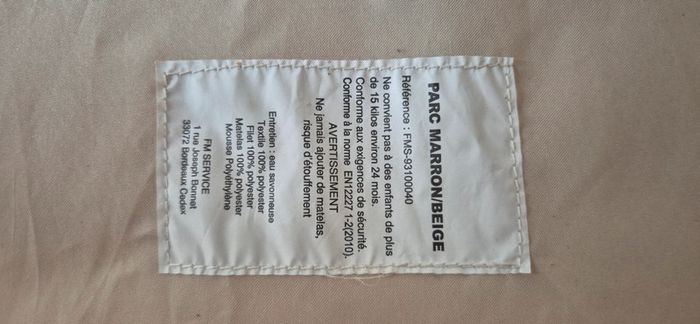 PARC MARRON/BEIGE
Référence : FMS-93100040
Ne convient pas à des enfants de plus
de 15 kilos environ 24 mois.
Conforme aux exigences de sécurité.
Conforme à la norme EN12227 1-2(2010).
AVERTISSEMENT
Ne jamais ajouter de matelas,
risque d'étouffement
Entretien : eau savonneuse
Textile 100% polyester
Filet 100% polyester
Matelas 100% polyester
Mousse Polyéthylène
FM SERVICE
1 rue Joseph Bonnet
33072 Bordeaux Cedex